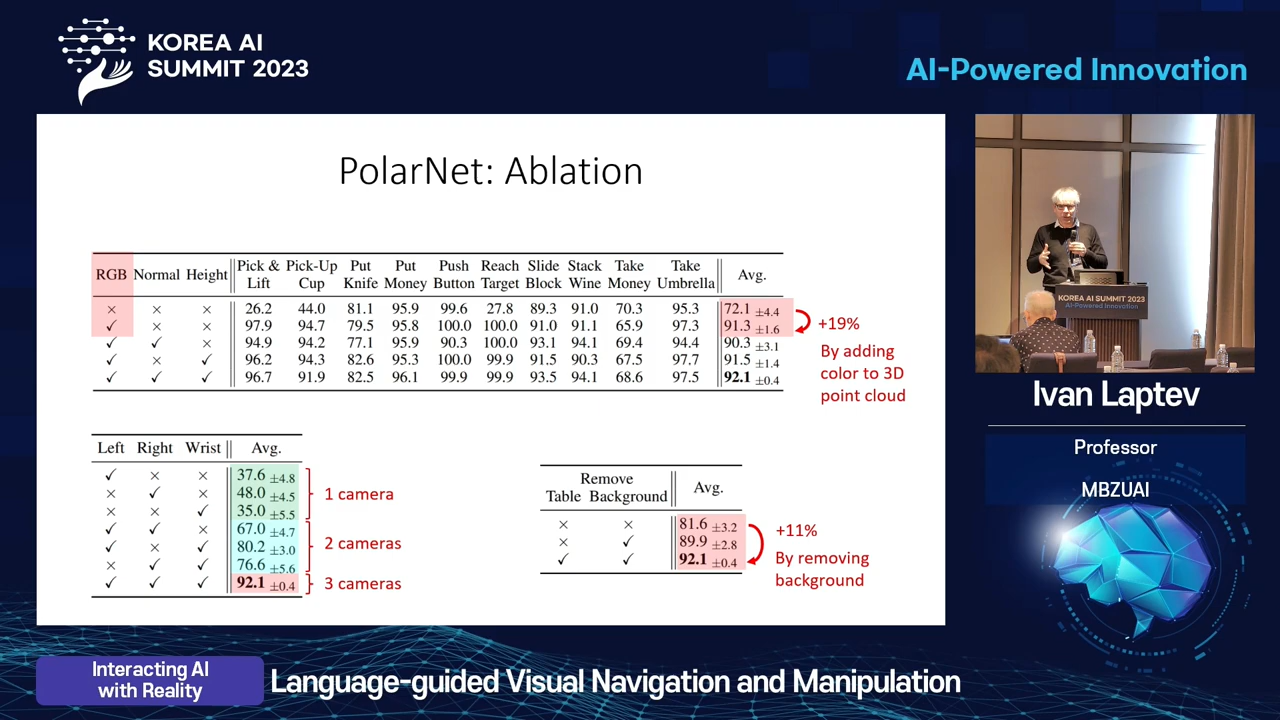 KOREA AI
SUMMIT 2023
AI-Powered Innovation
PolarNet: Ablation
RGB Normal Height Pick & Lift Pick-Up Cup Put Knife Put Money Push Button Reach Target Slide Block Stack Wine Take Money Take Umbrella Avg.
× × × 26.2 44.0 81.1 95.9 99.6 27.8 89.3 91.0 70.3 95.3 72.1 ±4.4
✓ × × 97.9 94.7 79.5 95.8 100.0 100.0 91.0 91.1 65.9 97.3 91.3 ±1.6
✓ ✓ × 94.9 94.2 77.1 95.9 90.3 100.0 93.1 94.1 69.4 94.4 90.3 ±3.1
✓ × ✓ 96.2 94.3 82.6 95.3 100.0 99.9 91.5 90.3 67.5 97.7 91.5 ±1.4
✓ ✓ ✓ 96.7 91.9 82.5 96.1 99.9 99.9 93.5 94.1 68.6 97.5 92.1 ±0.4
+19%
By adding
color to 3D
point cloud
Left Right Wrist Avg.
✓ × × 37.6 ±4.8
× ✓ × 48.0 ±4.5
× × ✓ 35.0 ±5.5
✓ ✓ × 67.0 ±4.7
✓ × ✓ 80.2 ±3.0
× ✓ ✓ 76.6 ±5.6
✓ ✓ ✓ 92.1 ±0.4
1 camera
2 cameras
3 cameras
Remove
Table Background Avg.
× × 81.6 ±3.2
× ✓ 89.9 ±2.8
✓ ✓ 92.1 ±0.4
+11%
By removing
background
KOREA AI SUMMIT 2023
AI-Powered Innovation
Ivan Laptev
Professor
MBZUAI
Interacting AI
with Reality
Language-guided Visual Navigation and Manipulation